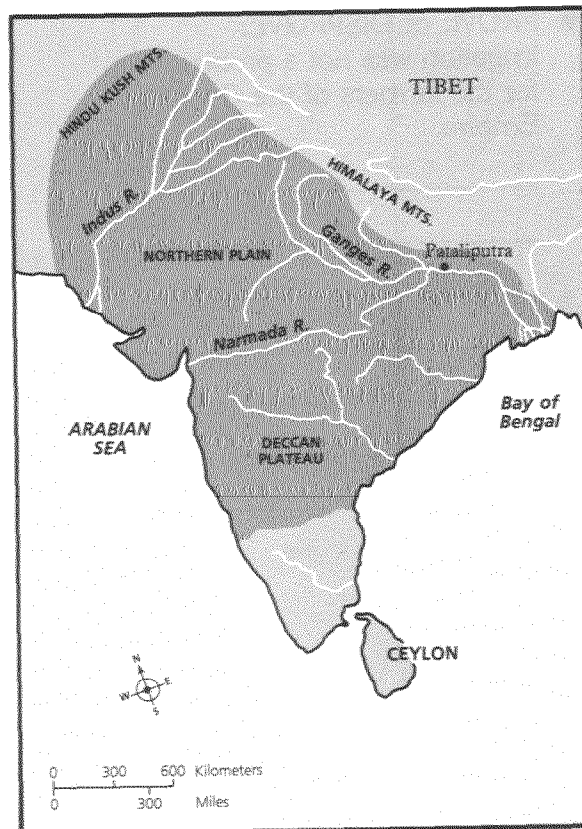 TIBET
HINDU KUSH MTS.
HIMALAYA MTS.
Indus R.
NORTHERN PLAIN
Ganges R.
Pataliputra
Narmada R.
ARABIAN
SEA
Bay of
Bengal
DECCAN
PLATEAU
CEYLON
N
W E
S
0 300 600 Kilometers
0 300 Miles